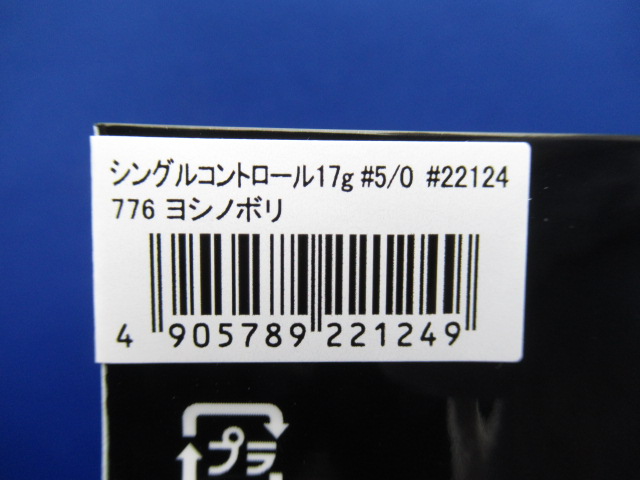 シングルコントロール17g #5/0 #22124
776 ヨシノボリ
4 905789 221249
プラ